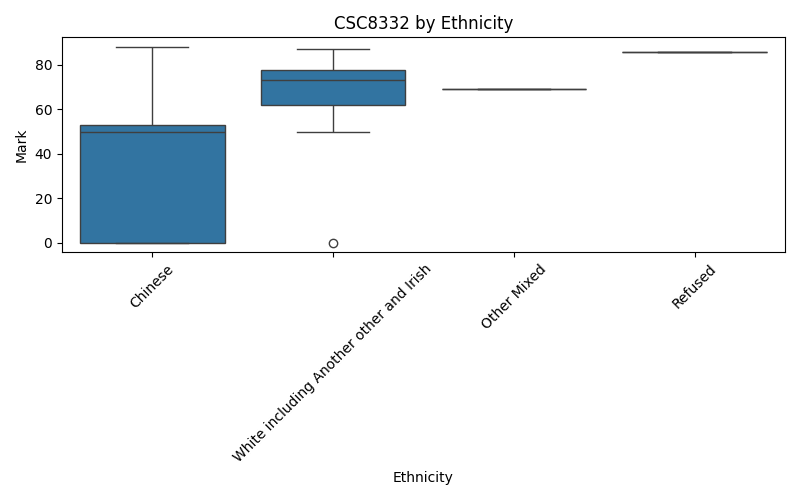 CSC8332 by Ethnicity
Mark
80
60
40
20
0
Chinese
White including Another other and Irish
Other Mixed
Refused
Ethnicity